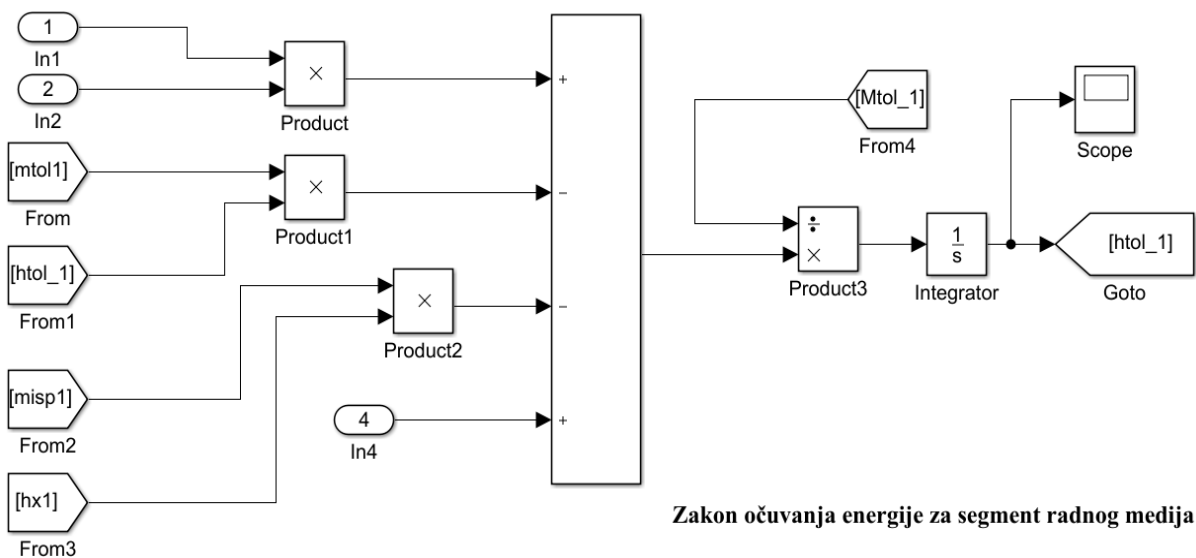 1
In1
2
In2
×
Product
[mtol1]
From
×
Product1
[htol_1]
From1
×
Product2
[misp1]
From2
4
In4
[hx1]
From3
+
−
−
+
[Mtol_1]
From4
÷
×
Product3
1
s
Integrator
Scope
[htol_1]
Goto
Zakon očuvanja energije za segment radnog medija